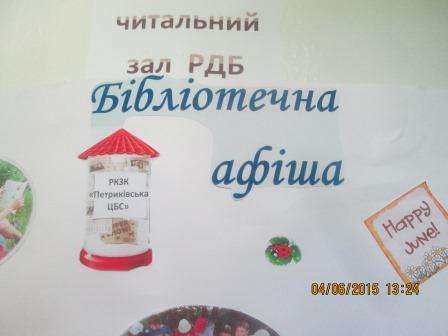 читальний
зал РДБ
Бібліотечна
афіша
РКЗК
«Петриківська
ЦБС»
HAPPY
JUNE!
04/06/2015 13:24